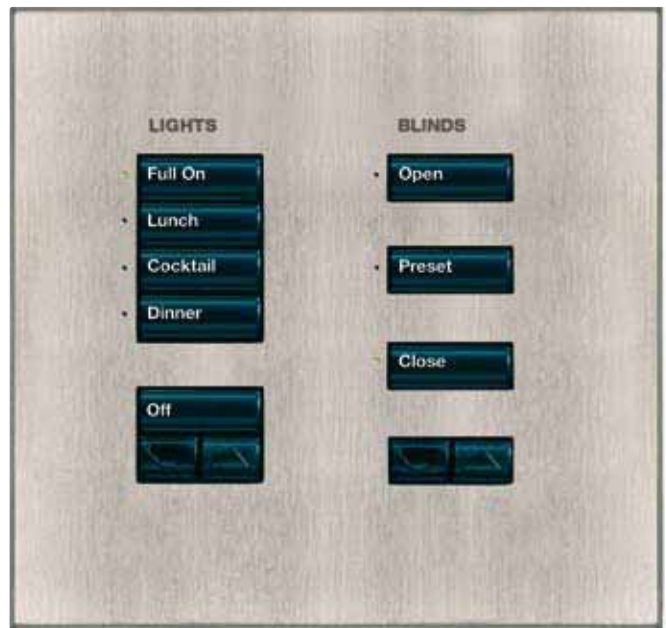 LIGHTS
Full On
Lunch
Cocktail
Dinner
Off
BLINDS
Open
Preset
Close